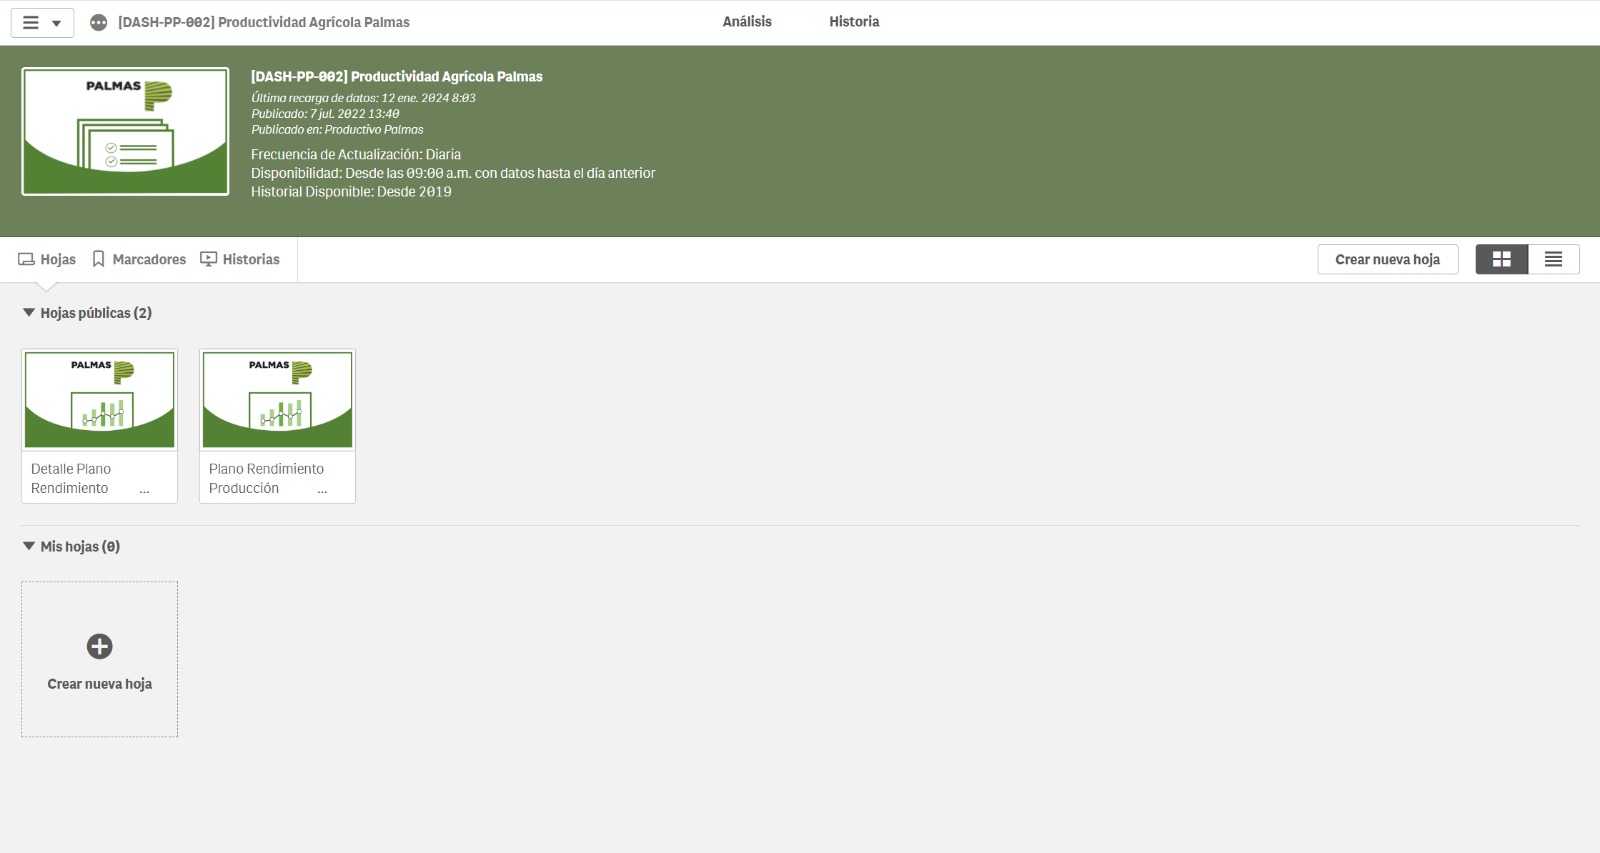 [DASH-PP-002] Productividad Agrícola Palmas
Análisis
Historia
PALMAS
[DASH-PP-002] Productividad Agrícola Palmas
Última recarga de datos: 12 ene. 2024 8:03
Publicado: 7 jul. 2022 13:40
Publicado en: Productivo Palmas
Frecuencia de Actualización: Diaria
Disponibilidad: Desde las 09:00 a.m. con datos hasta el día anterior
Historial Disponible: Desde 2019
Hojas
Marcadores
Historias
Crear nueva hoja
Hojas públicas (2)
PALMAS
Detalle Plano
Rendimiento ...
PALMAS
Plano Rendimiento
Producción ...
Mis hojas (0)
Crear nueva hoja